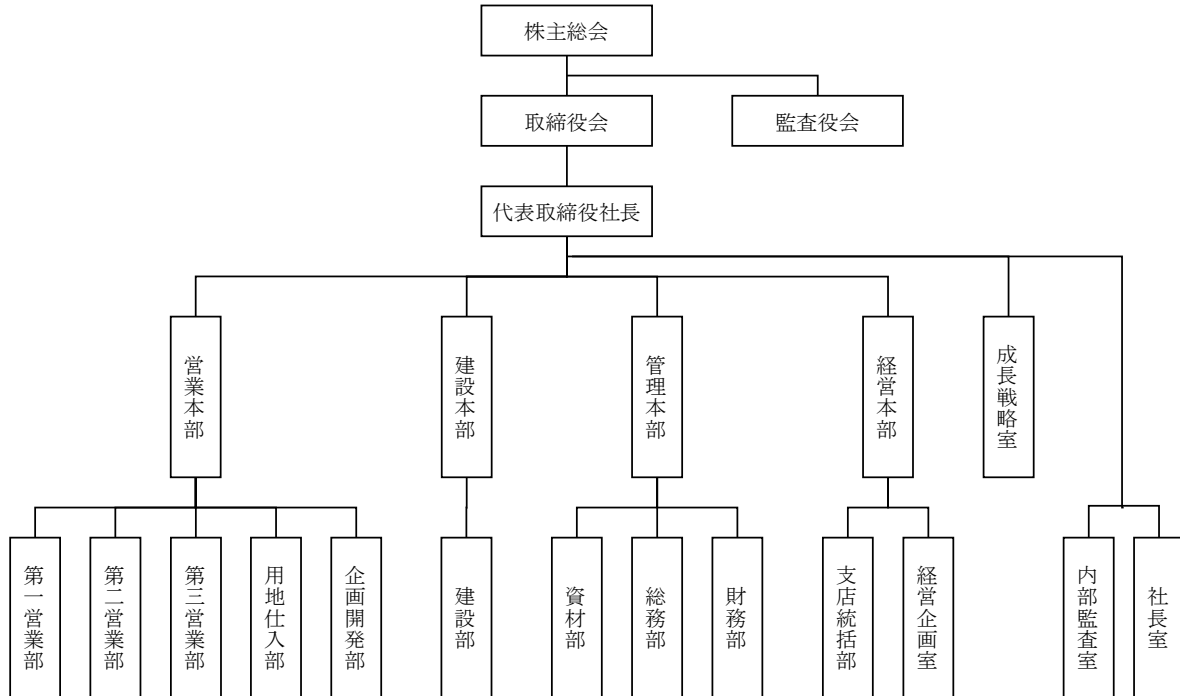 株主総会
取締役会
監査役会
代表取締役社長
営業本部
建設本部
管理本部
経営本部
成長戦略室
第一営業部
第二営業部
第三営業部
用地仕入部
企画開発部
建設部
資材部
総務部
財務部
支店統括部
経営企画室
内部監査室
社長室